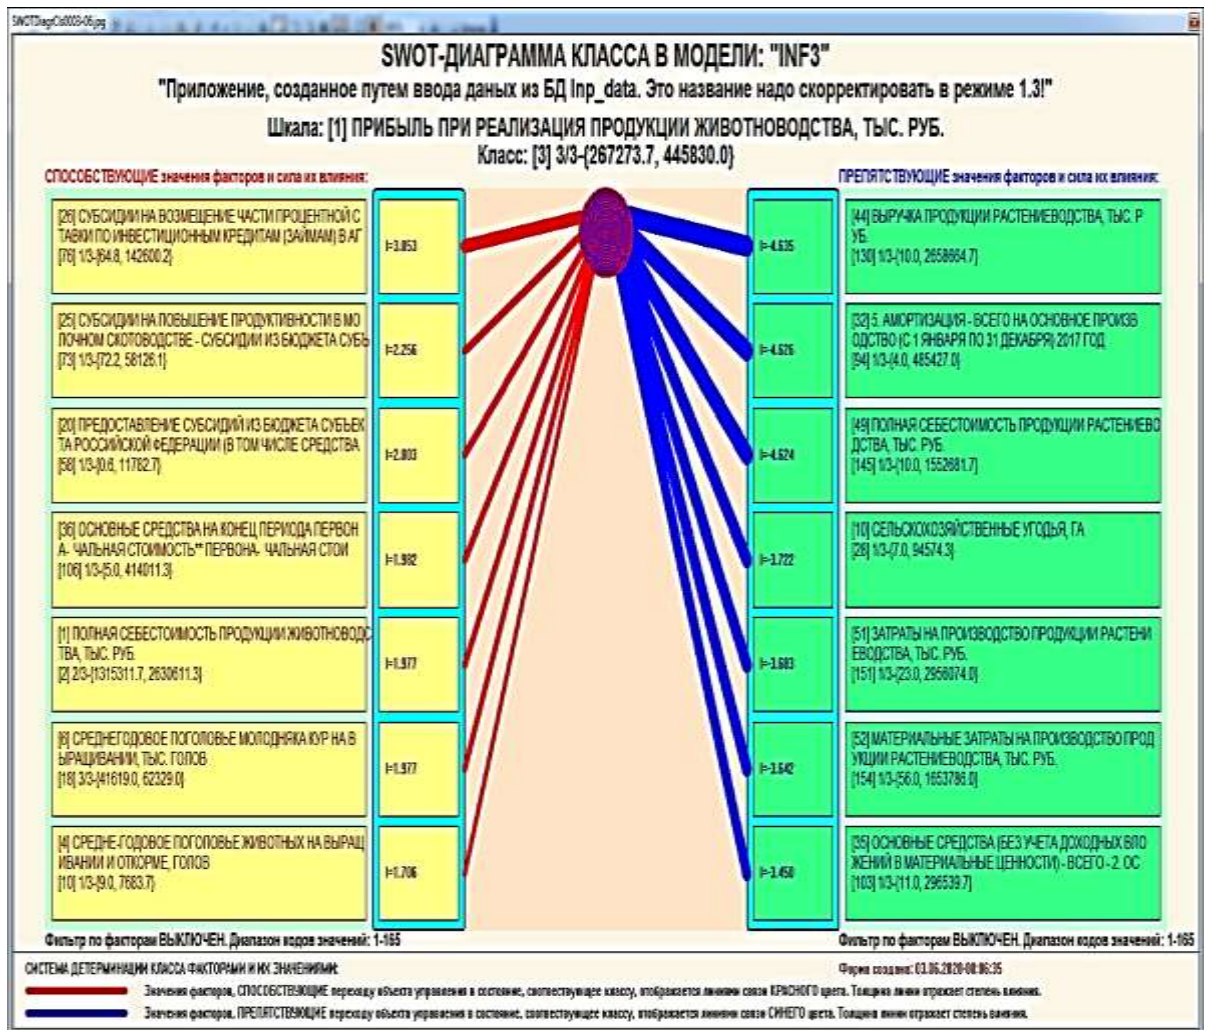 SWOTDiagrCls0003-06.jpg
SWOT-ДИАГРАММА КЛАССА В МОДЕЛИ: "INF3"
"Приложение, созданное путем ввода даных из БД Inp_data. Это название надо скорректировать в режиме 1.3!"
Шкала: [1] ПРИБЫЛЬ ПРИ РЕАЛИЗАЦИЯ ПРОДУКЦИИ ЖИВОТНОВОДСТВА, ТЫС. РУБ.
Класс: [3] 3/3-{267273.7, 445830.0}
СПОСОБСТВУЮЩИЕ значения факторов и сила их влияния:
[26] СУБСИДИИ НА ВОЗМЕЩЕНИЕ ЧАСТИ ПРОЦЕНТНОЙ С
ТАВКИ ПО ИНВЕСТИЦИОННЫМ КРЕДИТАМ (ЗАЙМАМ) В АГ
[76] 1/3-{64.8, 142600.2}
I=3.053
[25] СУБСИДИИ НА ПОВЫШЕНИЕ ПРОДУКТИВНОСТИ В МО
ЛОЧНОМ СКОТОВОДСТВЕ - СУБСИДИИ ИЗ БЮДЖЕТА СУБЪ
[73] 1/3-{72.2, 58126.1}
I=2.256
[20] ПРЕДОСТАВЛЕНИЕ СУБСИДИЙ ИЗ БЮДЖЕТА СУБЪЕК
ТА РОССИЙСКОЙ ФЕДЕРАЦИИ (В ТОМ ЧИСЛЕ СРЕДСТВА
[58] 1/3-{0.6, 11782.7}
I=2.003
[36] ОСНОВНЫЕ СРЕДСТВА НА КОНЕЦ ПЕРИОДА ПЕРВОН
А- ЧАЛЬНАЯ СТОИМОСТЬ** ПЕРВОНА- ЧАЛЬНАЯ СТОИ
[106] 1/3-{5.0, 414011.3}
I=1.982
[1] ПОЛНАЯ СЕБЕСТОИМОСТЬ ПРОДУКЦИИ ЖИВОТНОВОДС
ТВА, ТЫС. РУБ.
[2] 2/3-{1315311.7, 2630611.3}
I=1.977
[6] СРЕДНЕГОДОВОЕ ПОГОЛОВЬЕ МОЛОДНЯКА КУР НА В
ЫРАЩИВАНИИ, ТЫС. ГОЛОВ
[18] 3/3-{41619.0, 62329.0}
I=1.977
[4] СРЕДНЕ-ГОДОВОЕ ПОГОЛОВЬЕ ЖИВОТНЫХ НА ВЫРАЩ
ИВАНИИ И ОТКОРМЕ, ГОЛОВ
[10] 1/3-{9.0, 7683.7}
I=1.706
Фильтр по факторам ВЫКЛЮЧЕН. Диапазон кодов значений: 1-165
ПРЕПЯТСТВУЮЩИЕ значения факторов и сила их влияния:
I=-4.635
[44] ВЫРУЧКА ПРОДУКЦИИ РАСТЕНИЕВОДСТВА, ТЫС. Р
УБ.
[130] 1/3-{10.0, 2658664.7}
I=-4.626
[32] 5. АМОРТИЗАЦИЯ - ВСЕГО НА ОСНОВНОЕ ПРОИЗВ
ОДСТВО (С 1 ЯНВАРЯ ПО 31 ДЕКАБРЯ) 2017 ГОД
[94] 1/3-{4.0, 485427.0}
I=-4.624
[49] ПОЛНАЯ СЕБЕСТОИМОСТЬ ПРОДУКЦИИ РАСТЕНИЕВО
ДСТВА, ТЫС. РУБ.
[145] 1/3-{10.0, 1552681.7}
I=-3.722
[10] СЕЛЬСКОХОЗЯЙСТВЕННЫЕ УГОДЬЯ, ГА
[28] 1/3-{7.0, 94574.3}
I=-3.683
[51] ЗАТРАТЫ НА ПРОИЗВОДСТВО ПРОДУКЦИИ РАСТЕНИ
ЕВОДСТВА, ТЫС. РУБ.
[151] 1/3-{23.0, 2956074.0}
I=-3.642
[52] МАТЕРИАЛЬНЫЕ ЗАТРАТЫ НА ПРОИЗВОДСТВО ПРОД
УКЦИИ РАСТЕНИЕВОДСТВА, ТЫС. РУБ.
[154] 1/3-{56.0, 1653786.0}
I=-3.450
[35] ОСНОВНЫЕ СРЕДСТВА (БЕЗ УЧЕТА ДОХОДНЫХ ВЛО
ЖЕНИЙ В МАТЕРИАЛЬНЫЕ ЦЕННОСТИ) - ВСЕГО - 2. ОС
[103] 1/3-{11.0, 296539.7}
Фильтр по факторам ВЫКЛЮЧЕН. Диапазон кодов значений: 1-165
СИСТЕМА ДЕТЕРМИНАЦИИ КЛАССА ФАКТОРАМИ И ИХ ЗНАЧЕНИЯМИ:
Форма создана: 03.06.2020-08:06:35
Значения факторов, СПОСОБСТВУЮЩИЕ переходу объекта управления в состояние, соответствующее классу, отображается линиями связи КРАСНОГО цвета. Толщина линии отражает степень влияния.
Значения факторов, ПРЕПЯТСТВУЮЩИЕ переходу объекта управления в состояние, соответствующее классу, отображается линиями связи СИНЕГО цвета. Толщина линии отражает степень влияния.